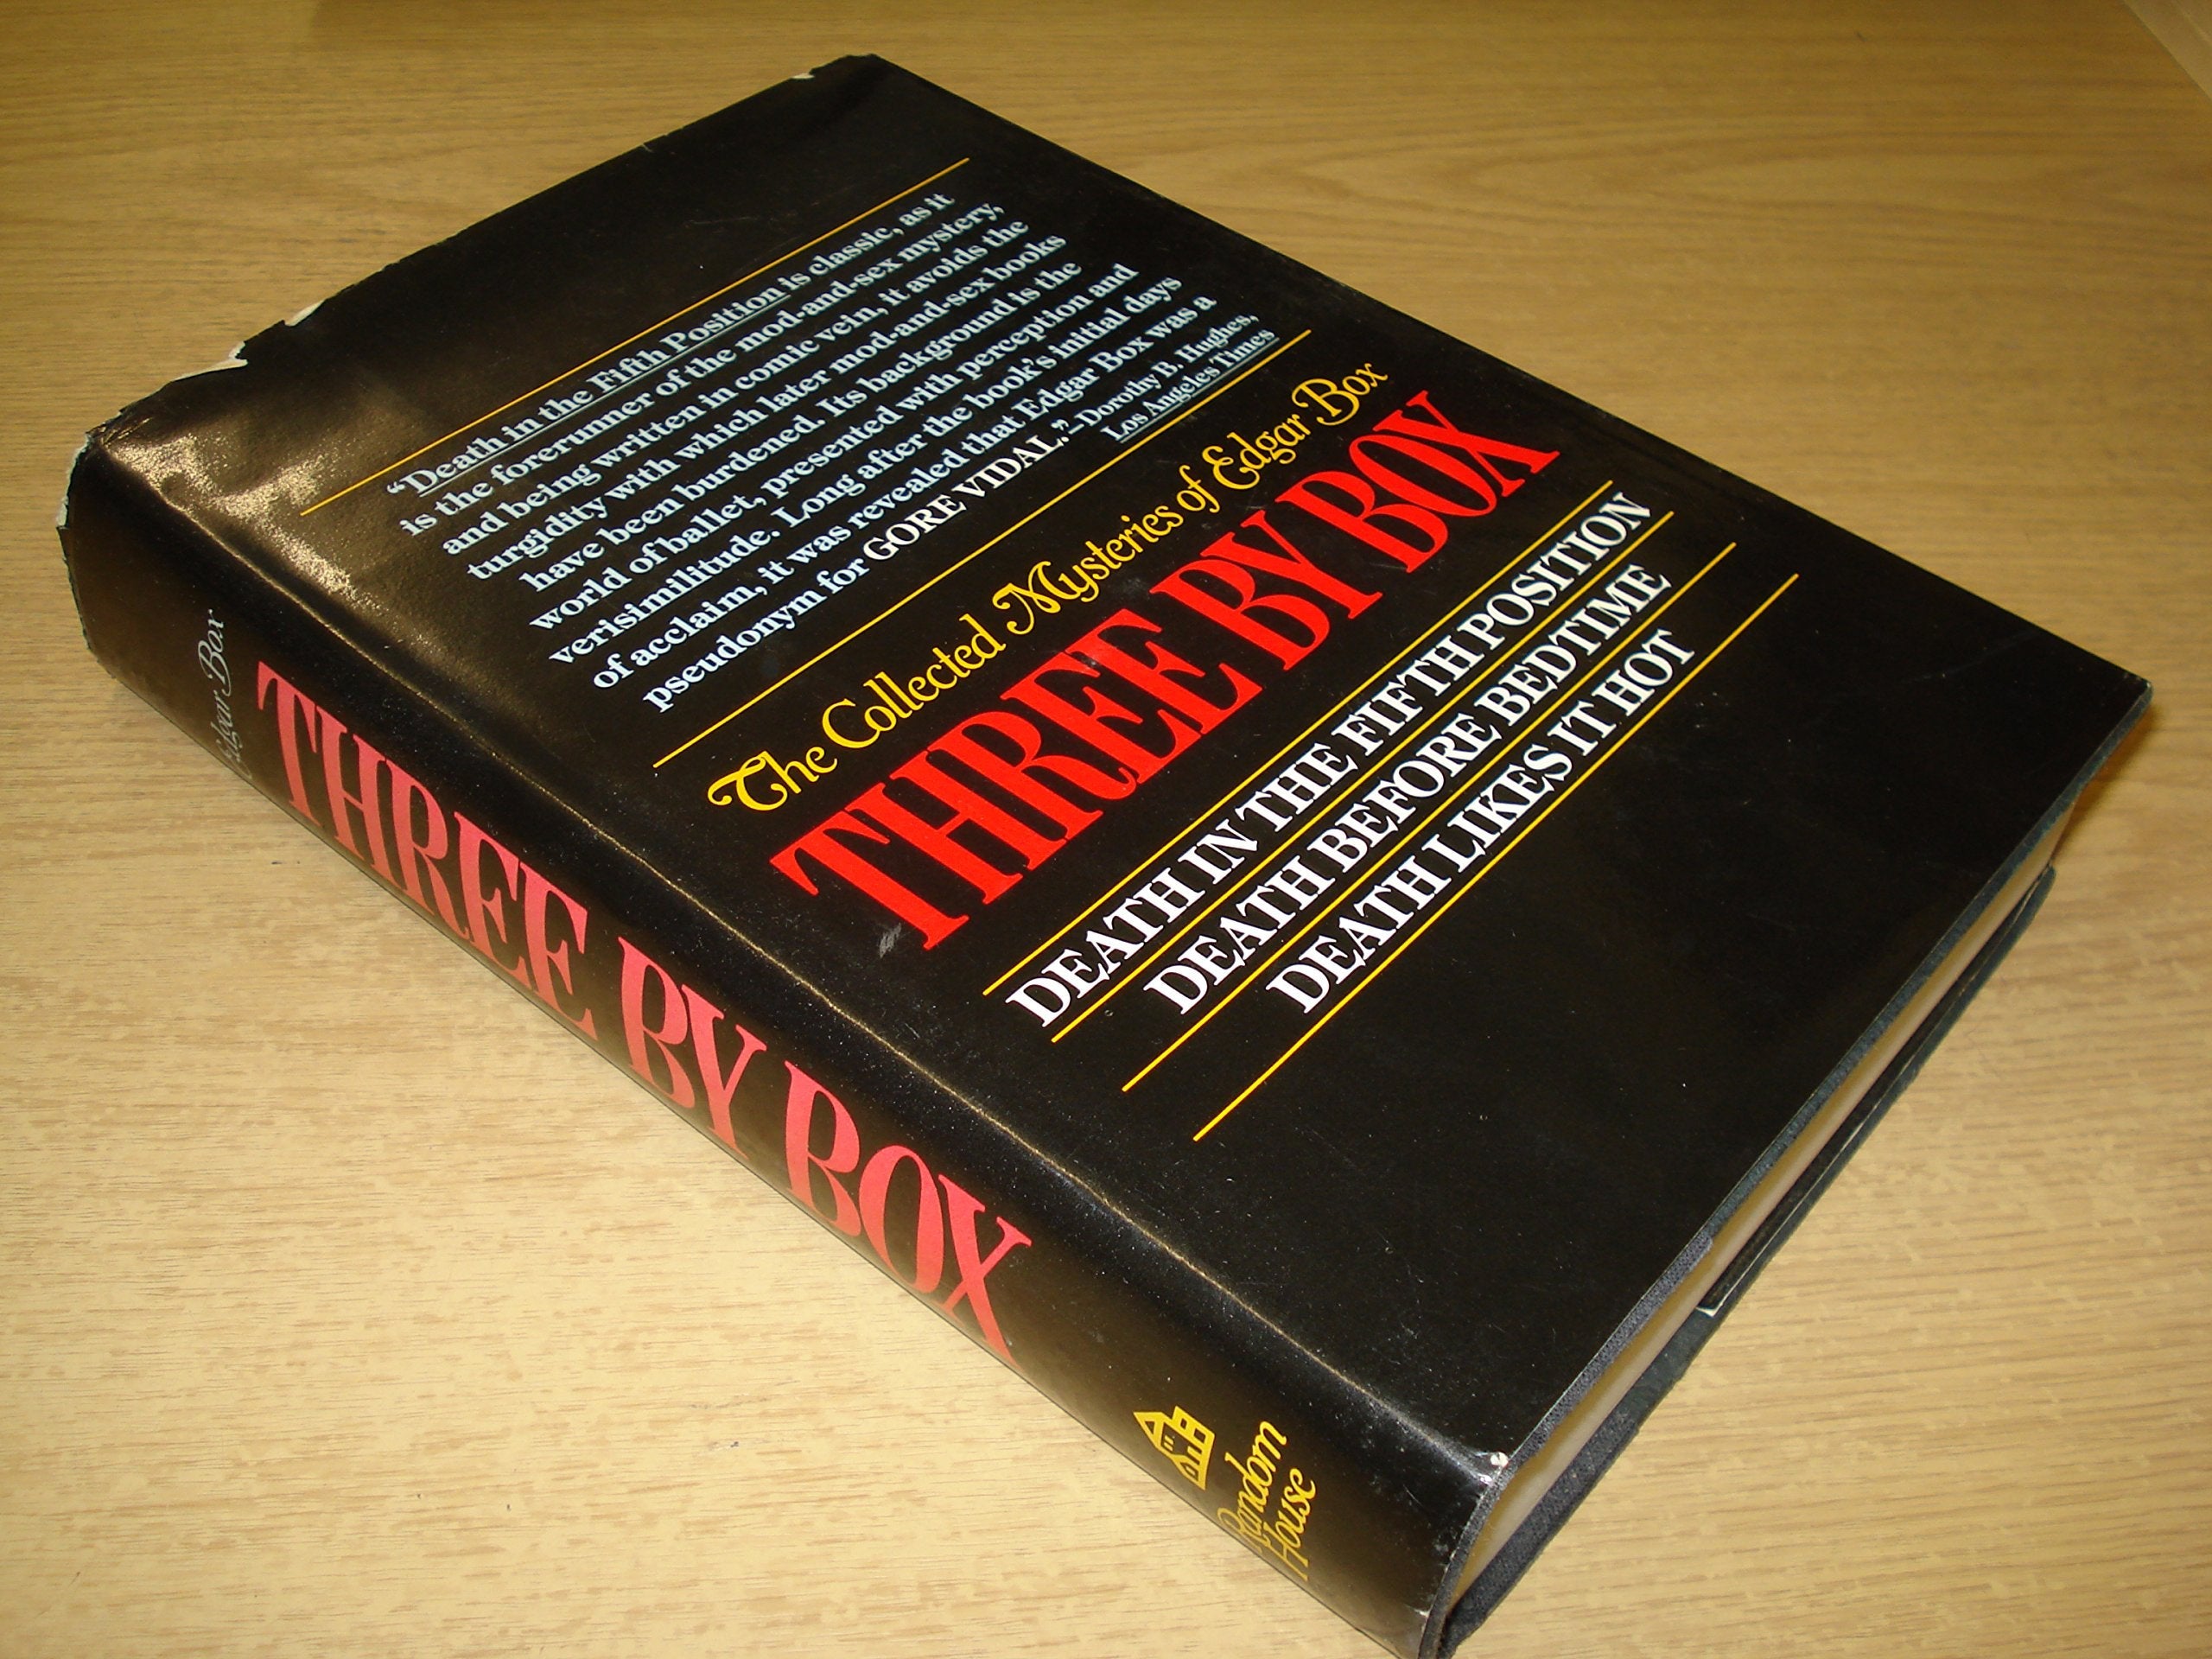 “Death in the Fifth Position is classic, as it
is the forerunner of the mod-and-sex mystery,
and being written in comic vein, it avoids the
turgidity with which later mod-and-sex books
have been burdened. Its background is the
world of ballet, presented with perception and
verisimilitude. Long after the book's initial days
of acclaim, it was revealed that Edgar Box was a
pseudonym for GORE VIDAL.”–Dorothy B. Hughes,
Los Angeles Times
The Collected Mysteries of Edgar Box
THREE BY BOX
DEATH IN THE FIFTH POSITION
DEATH BEFORE BEDTIME
DEATH LIKES IT HOT
Edgar Box
THREE BY BOX
Random
House